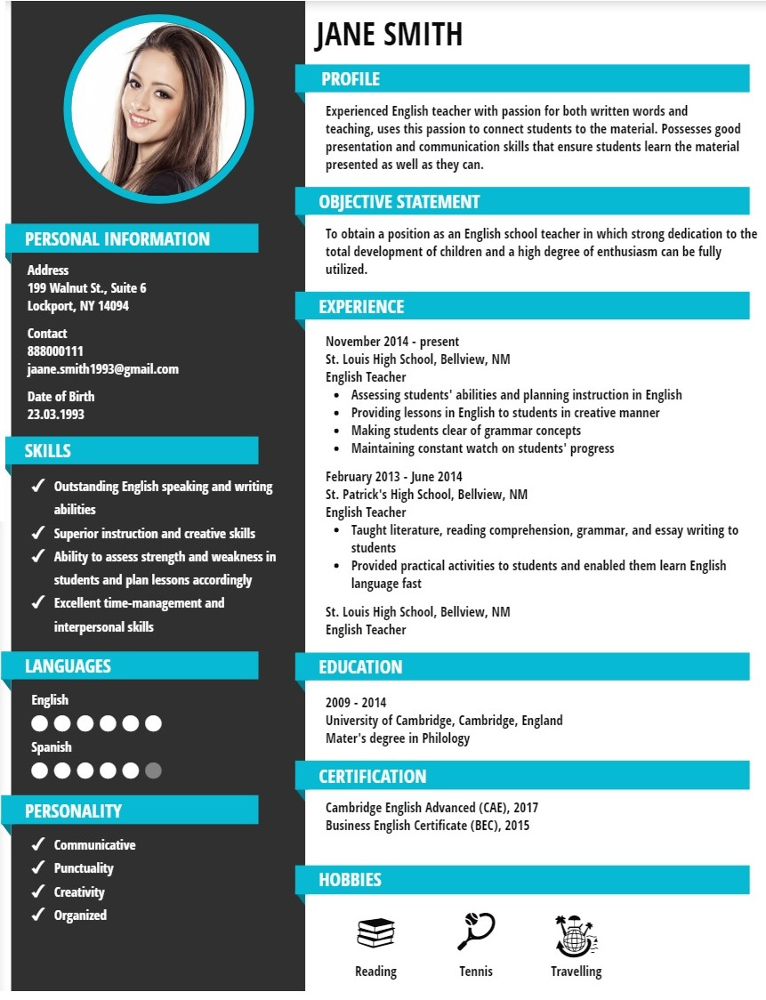 JANE SMITH
PERSONAL INFORMATION
Address
199 Walnut St., Suite 6
Lockport, NY 14094
Contact
888000111
jaane.smith1993@gmail.com
Date of Birth
23.03.1993
SKILLS
Outstanding English speaking and writing
abilities
Superior instruction and creative skills
Ability to assess strength and weakness in
students and plan lessons accordingly
Excellent time-management and
interpersonal skills
LANGUAGES
English
Spanish
PERSONALITY
Communicative
Punctuality
Creativity
Organized
PROFILE
Experienced English teacher with passion for both written words and
teaching, uses this passion to connect students to the material. Possesses good
presentation and communication skills that ensure students learn the material
presented as well as they can.
OBJECTIVE STATEMENT
To obtain a position as an English school teacher in which strong dedication to the
total development of children and a high degree of enthusiasm can be fully
utilized.
EXPERIENCE
November 2014 - present
St. Louis High School, Bellview, NM
English Teacher
• Assessing students' abilities and planning instruction in English
• Providing lessons in English to students in creative manner
• Making students clear of grammar concepts
• Maintaining constant watch on students' progress
February 2013 - June 2014
St. Patrick's High School, Bellview, NM
English Teacher
• Taught literature, reading comprehension, grammar, and essay writing to
students
• Provided practical activities to students and enabled them learn English
language fast
St. Louis High School, Bellview, NM
English Teacher
EDUCATION
2009 - 2014
University of Cambridge, Cambridge, England
Mater's degree in Philology
CERTIFICATION
Cambridge English Advanced (CAE), 2017
Business English Certificate (BEC), 2015
HOBBIES
Reading
Tennis
Travelling